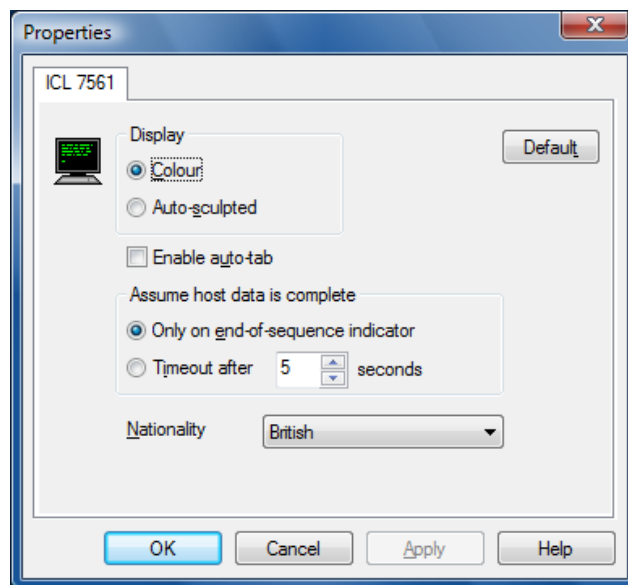 Properties
ICL 7561
Display
Default
Colour
Auto-sculpted
Enable auto-tab
Assume host data is complete
Only on end-of-sequence indicator
Timeout after 5 seconds
Nationality British
OK Cancel Apply Help